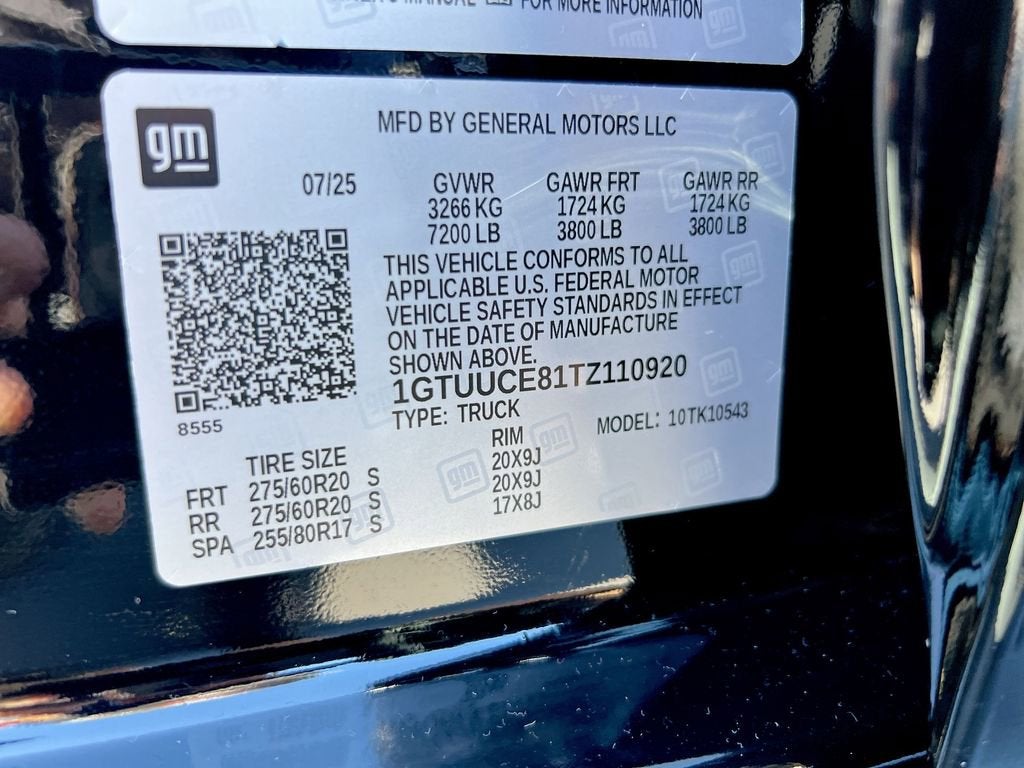 MANUAL FOR MORE INFORMATION
gm
MFD BY GENERAL MOTORS LLC
07/25
GVWR GAWR FRT GAWR RR
3266 KG 1724 KG 1724 KG
7200 LB 3800 LB 3800 LB
THIS VEHICLE CONFORMS TO ALL
APPLICABLE U.S. FEDERAL MOTOR
VEHICLE SAFETY STANDARDS IN EFFECT
ON THE DATE OF MANUFACTURE
SHOWN ABOVE.
1GTUUCE81TZ110920
8555
TYPE: TRUCK MODEL: 10TK10543
TIRE SIZE RIM
FRT 275/60R20 S 20X9J
RR 275/60R20 S 20X9J
SPA 255/80R17 S 17X8J